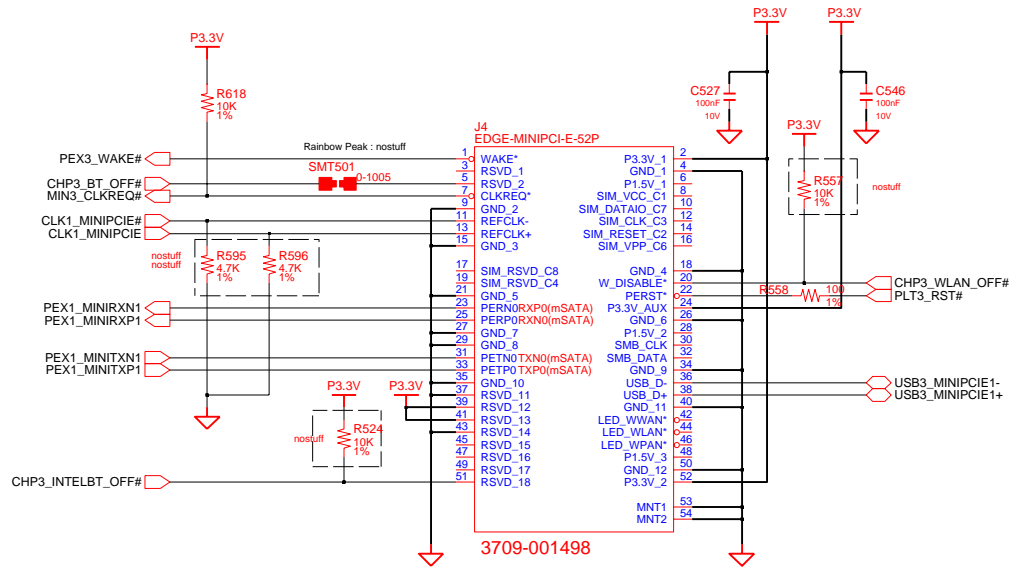 P3.3V P3.3V
P3.3V
R618
10K
1%
C527
100nF
10V
C546
100nF
10V
P3.3V
R557
10K
1%
nostuff
J4
EDGE-MINIPCI-E-52P
Rainbow Peak : nostuff
SMT501
0-1005
PEX3_WAKE# 1 WAKE* P3.3V_1 2
3 RSVD_1 GND_1 4
CHP3_BT_OFF# 5 RSVD_2 P1.5V_1 6
MIN3_CLKREQ# 7 CLKREQ* SIM_VCC_C1 8
9 GND_2 SIM_DATAIO_C7 10
CLK1_MINIPCIE# 11 REFCLK- SIM_CLK_C3 12
CLK1_MINIPCIE 13 REFCLK+ SIM_RESET_C2 14
15 GND_3 SIM_VPP_C6 16
nostuff
nostuff
R595
4.7K
1%
R596
4.7K
1%
17 SIM_RSVD_C8 GND_4 18
19 SIM_RSVD_C4 W_DISABLE* 20 CHP3_WLAN_OFF#
21 GND_5 PERST* 22 R558 100 1% PLT3_RST#
PEX1_MINIRXN1 23 PERN0 RXP0(mSATA) P3.3V_AUX 24
PEX1_MINIRXP1 25 PERP0 RXN0(mSATA) GND_6 26
27 GND_7 P1.5V_2 28
29 GND_8 SMB_CLK 30
PEX1_MINITXN1 31 PETN0 TXN0(mSATA) SMB_DATA 32
PEX1_MINITXP1 33 PETP0 TXP0(mSATA) GND_9 34
35 GND_10 USB_D- 36 USB3_MINIPCIE1-
37 RSVD_11 USB_D+ 38 USB3_MINIPCIE1+
39 RSVD_12 GND_11 40
41 RSVD_13 LED_WWAN* 42
43 RSVD_14 LED_WLAN* 44
45 RSVD_15 LED_WPAN* 46
47 RSVD_16 P1.5V_3 48
49 RSVD_17 GND_12 50
CHP3_INTELBT_OFF# 51 RSVD_18 P3.3V_2 52
MNT1 53
MNT2 54
P3.3V P3.3V
nostuff
R524
10K
1%
3709-001498